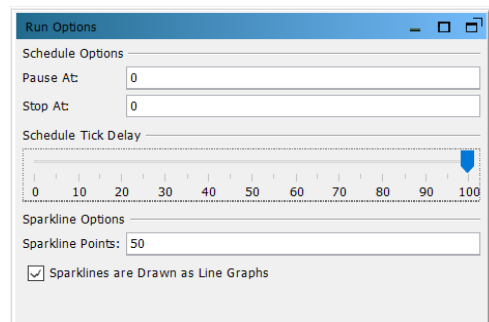 Run Options
Schedule Options
Pause At: 0
Stop At: 0
Schedule Tick Delay
0 10 20 30 40 50 60 70 80 90 100
Sparkline Options
Sparkline Points: 50
Sparklines are Drawn as Line Graphs